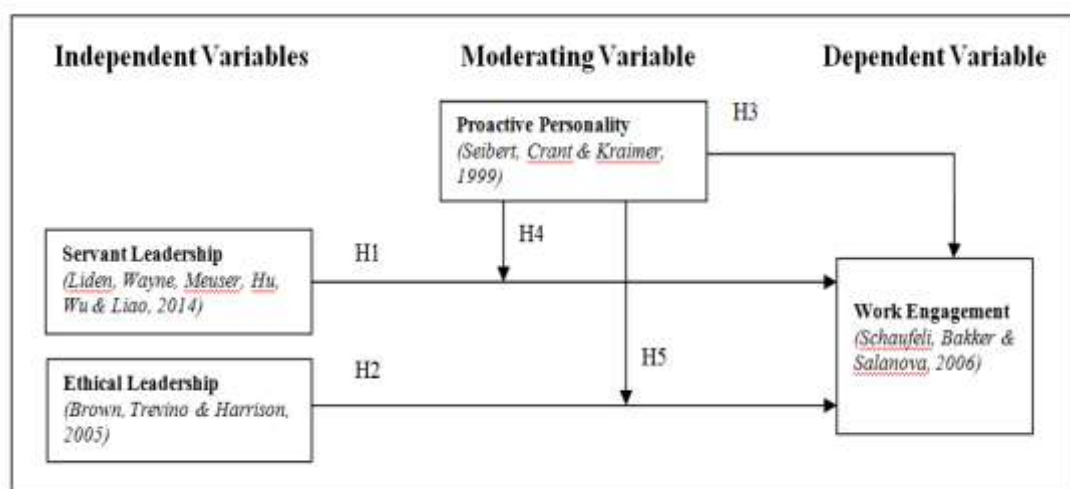 Independent Variables
Moderating Variable
Dependent Variable
Proactive Personality
(Seibert, Crant & Kraimer,
1999)
H3
H4
Servant Leadership
(Liden, Wayne, Meuser, Hu,
Wu & Liao, 2014)
H1
Work Engagement
(Schaufeli, Bakker &
Salanova, 2006)
Ethical Leadership
(Brown, Trevino & Harrison,
2005)
H2
H5